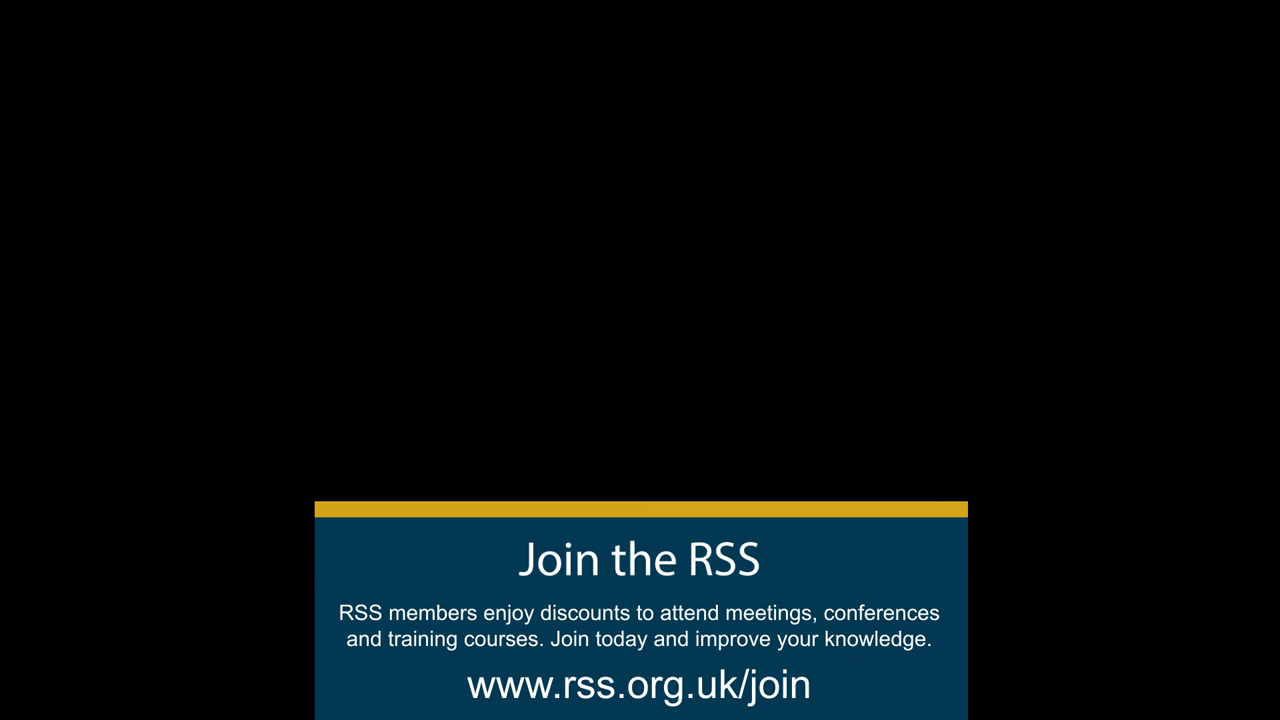 Join the RSS
RSS members enjoy discounts to attend meetings, conferences
and training courses. Join today and improve your knowledge.
www.rss.org.uk/join